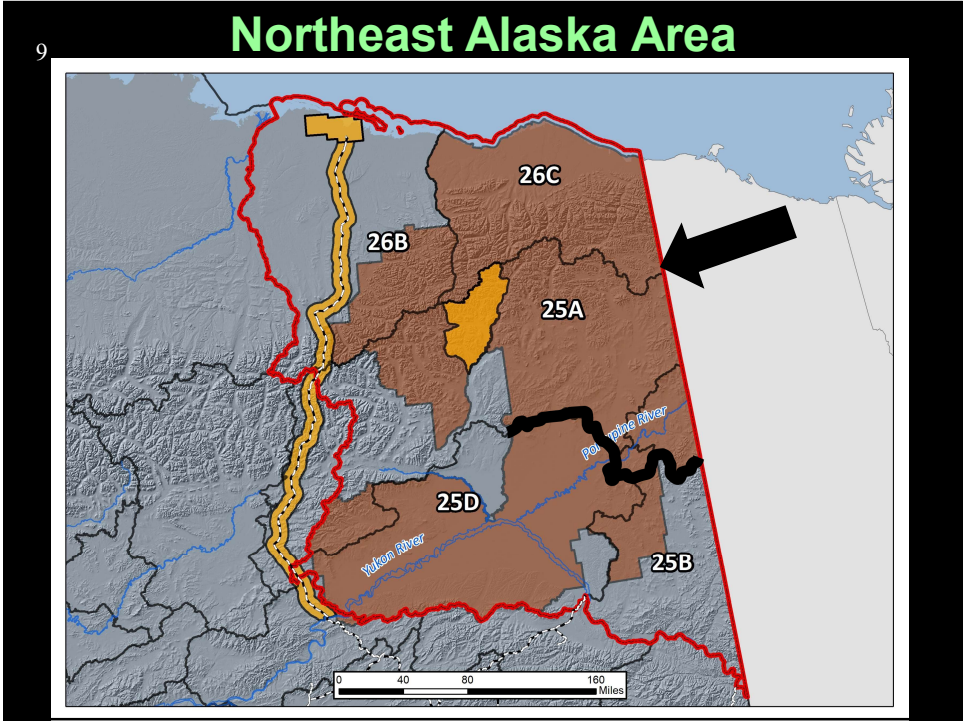 Northeast Alaska Area
9
26C
26B
25A
Porcupine River
25D
Yukon River
25B
0 40 80 160
Miles